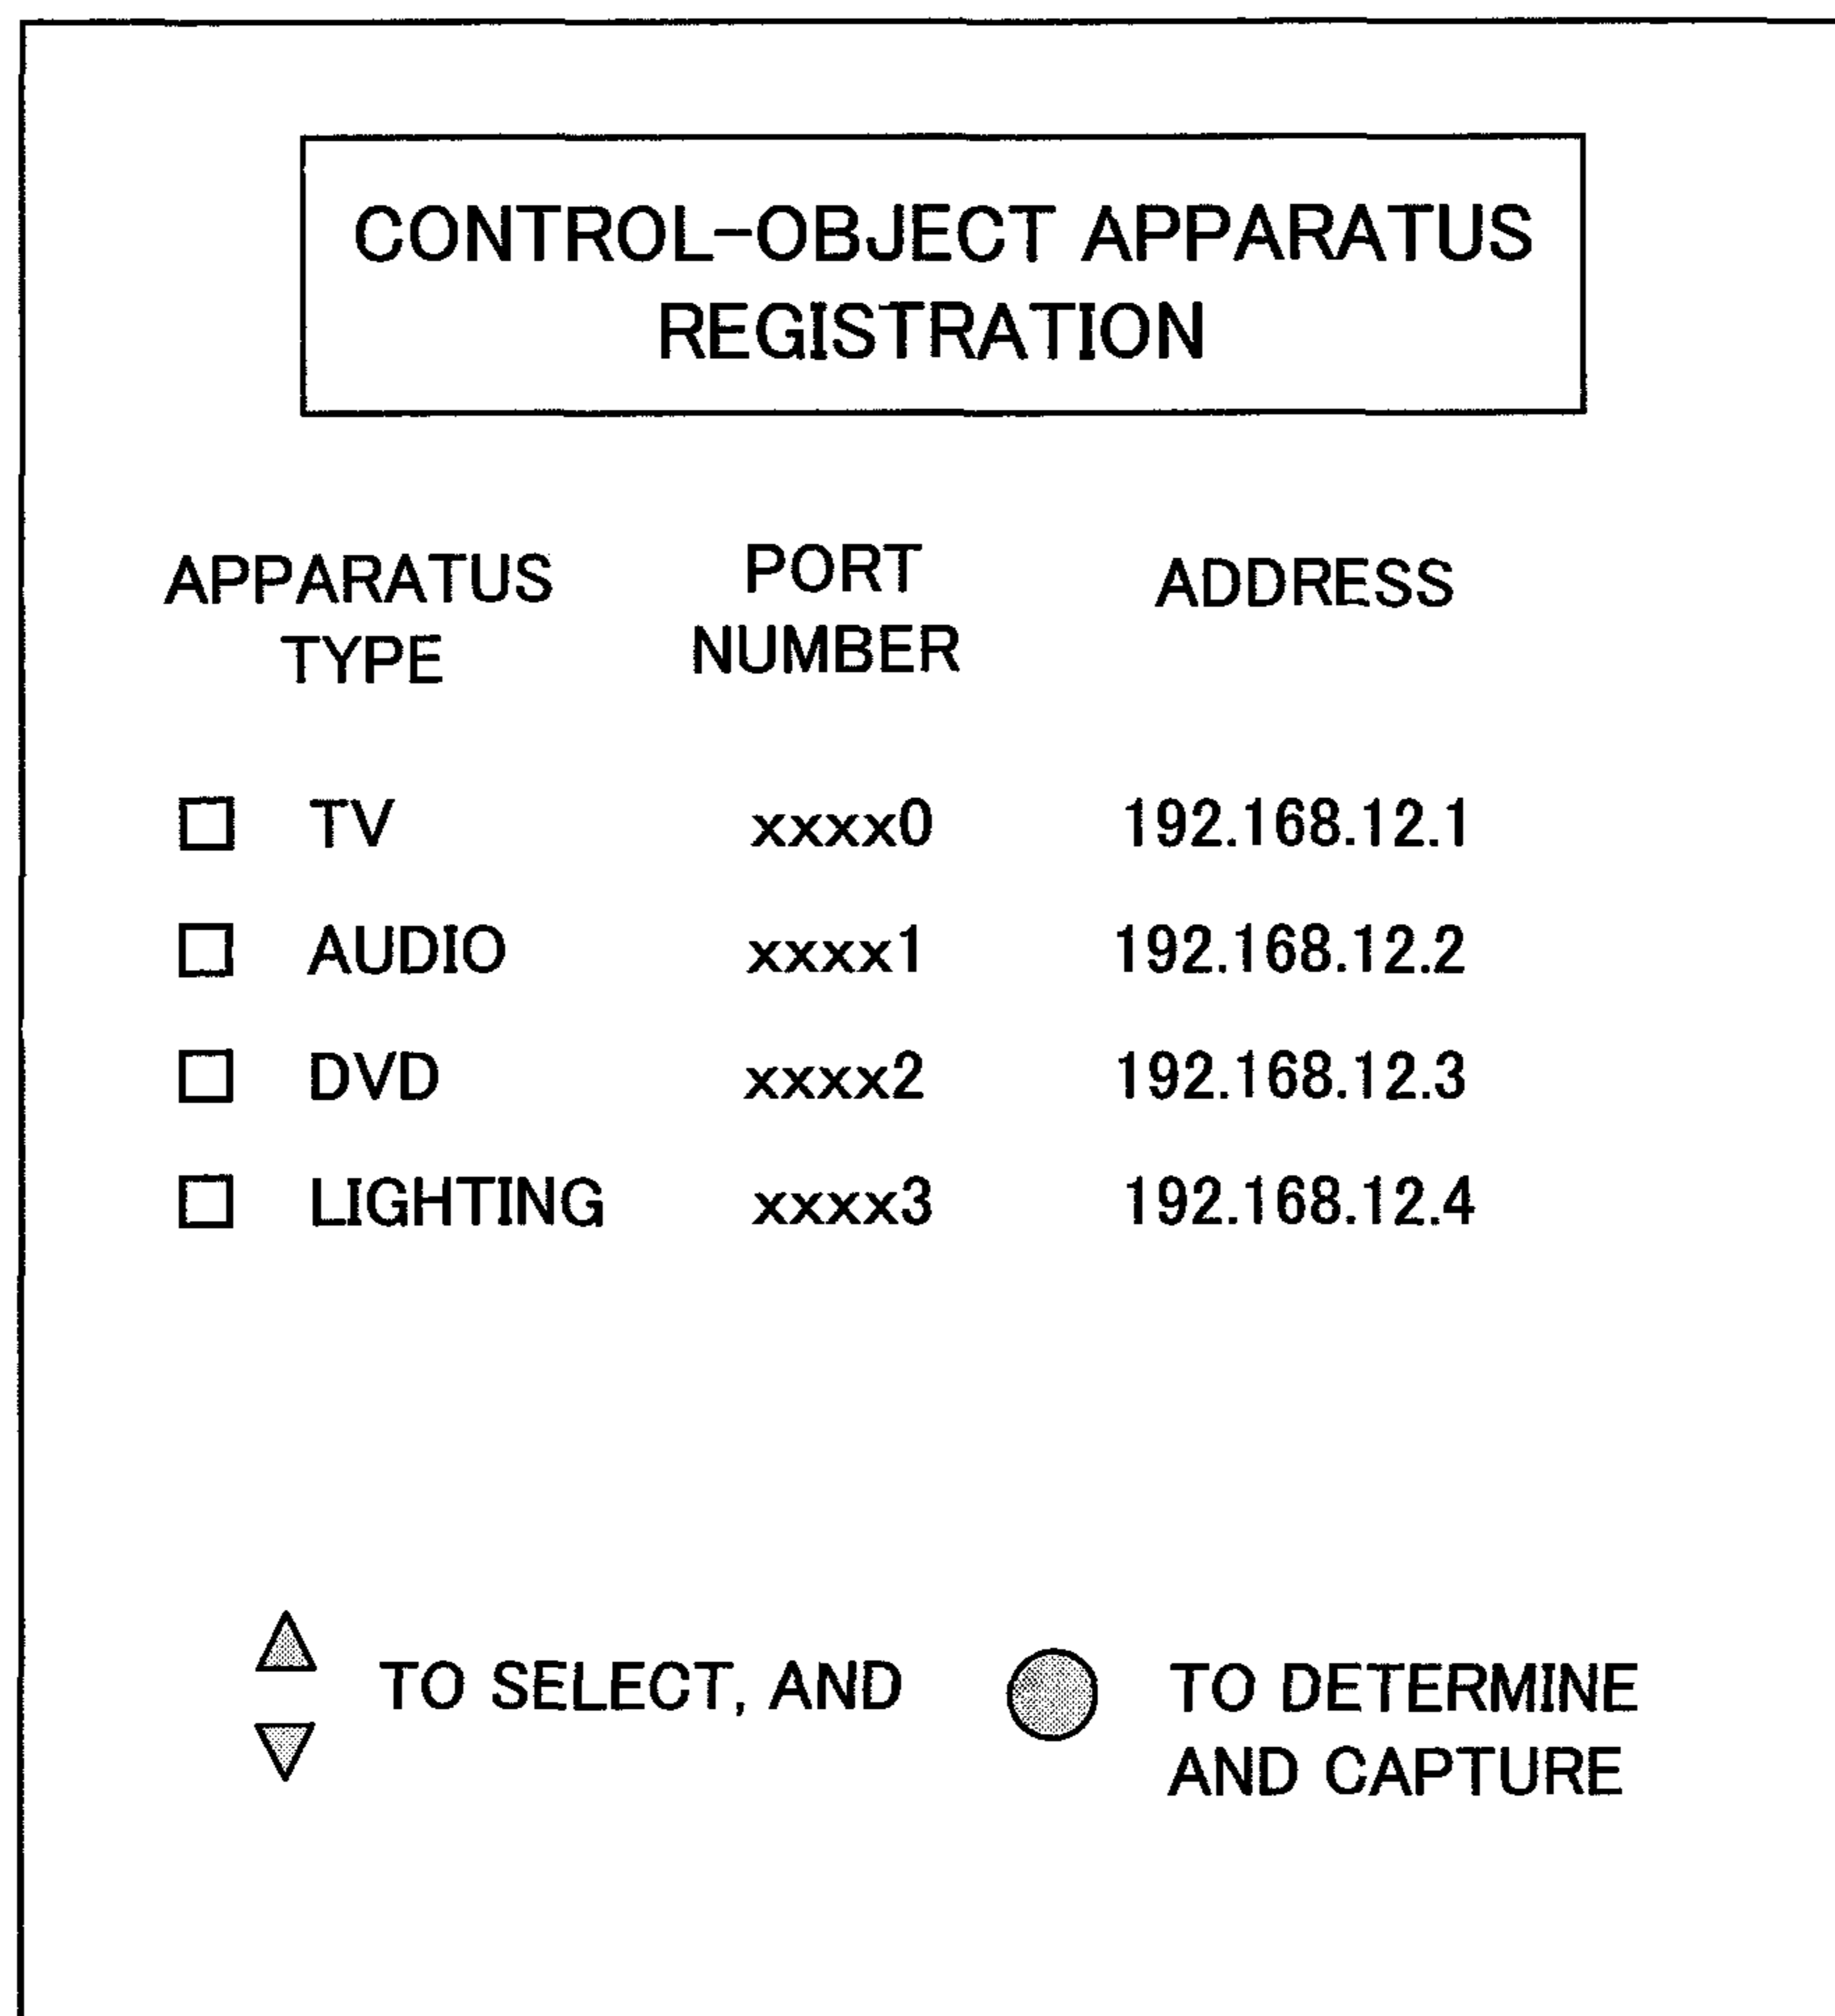 CONTROL-OBJECT APPARATUS
REGISTRATION
APPARATUS TYPE PORT NUMBER ADDRESS
□ TV xxxx0 192.168.12.1
□ AUDIO xxxx1 192.168.12.2
□ DVD xxxx2 192.168.12.3
□ LIGHTING xxxx3 192.168.12.4
TO SELECT, AND TO DETERMINE
AND CAPTURE